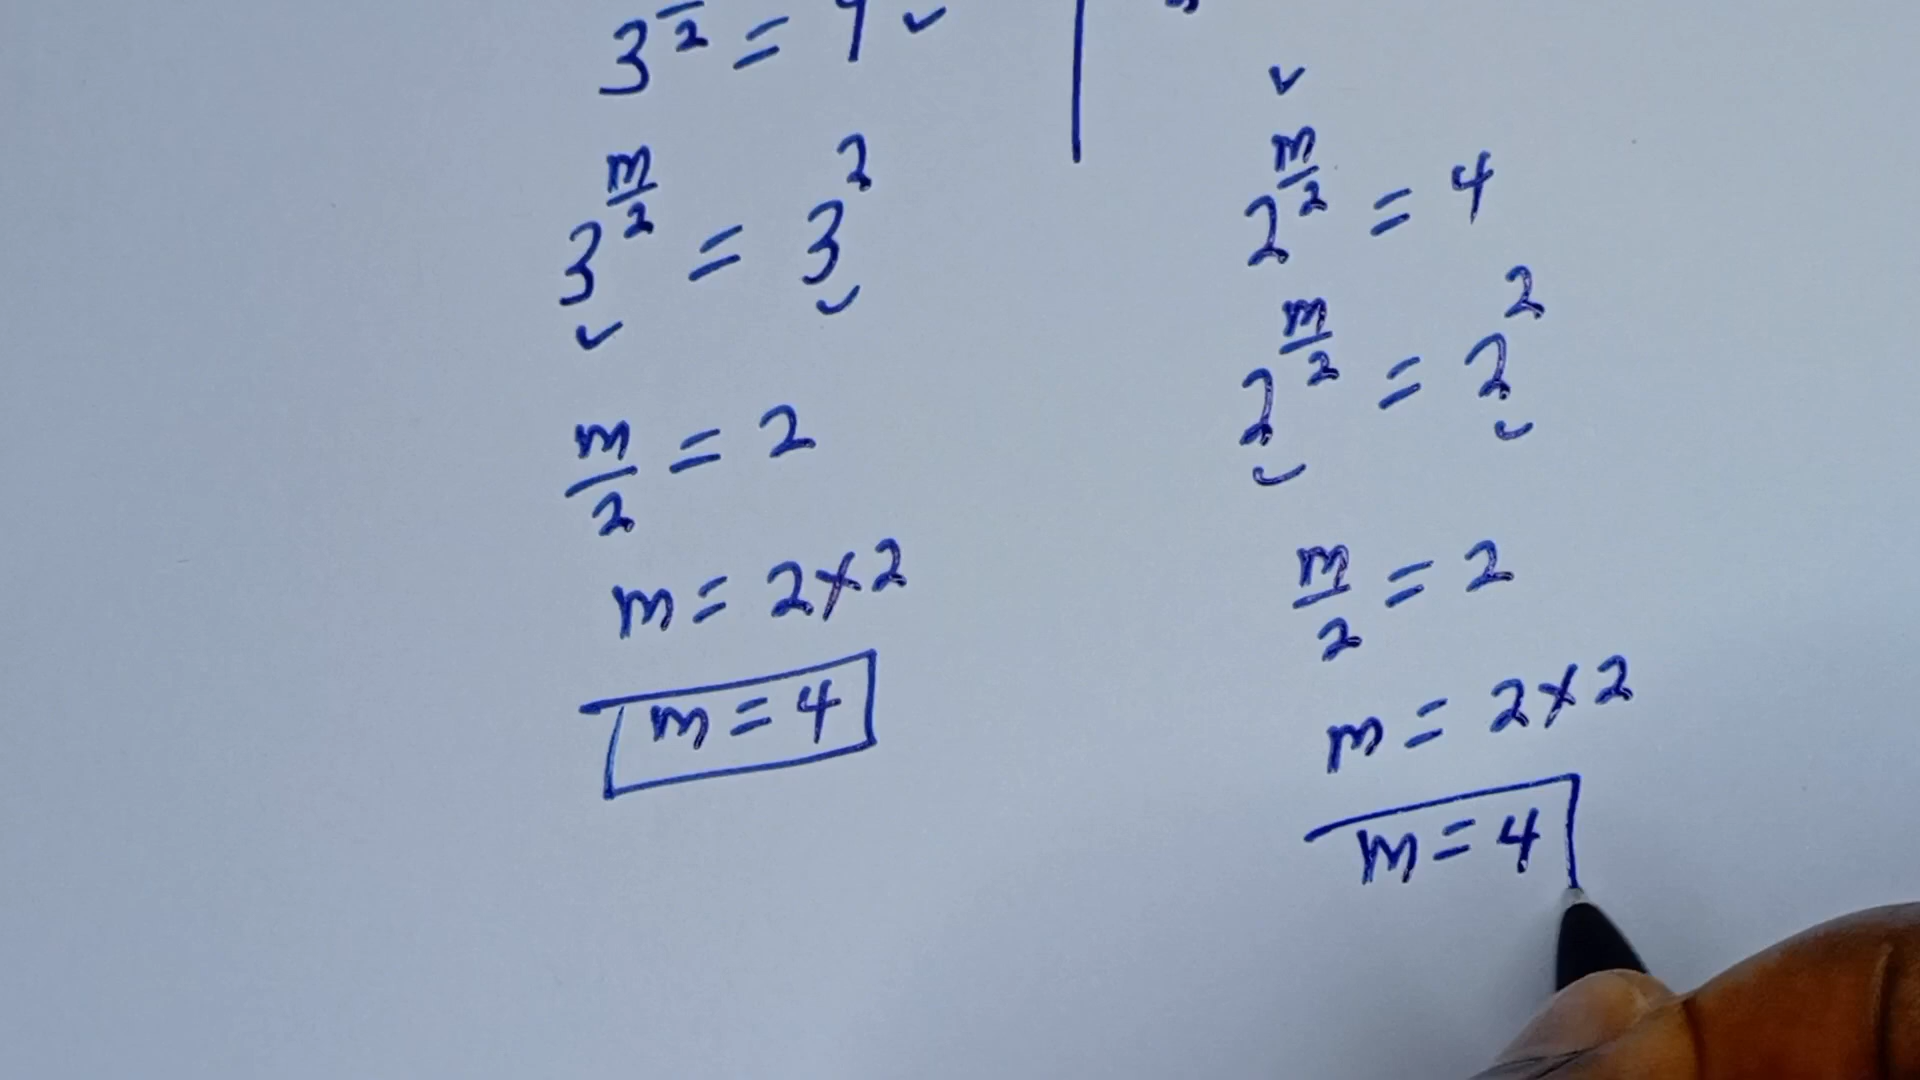 3^{m/2} = 9 ✓
3^{m/2} = 3^2
m/2 = 2
m = 2×2
m = 4
2^{m/2} = 4
2^{m/2} = 2^2
m/2 = 2
m = 2×2
m = 4